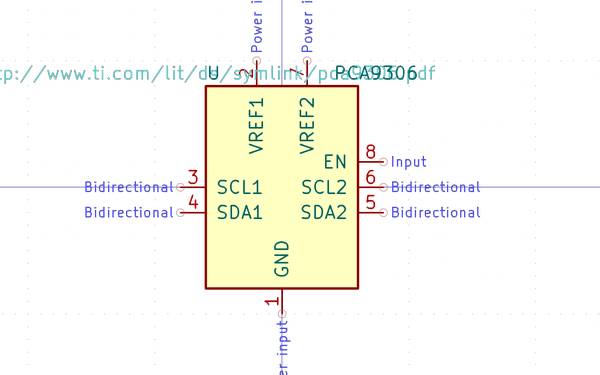 Power i
Power i
U
PCA9306
tp://www.ti.com/lit/ds/symlink/pca9306.pdf
2
7
VREF1
VREF2
EN
8
Input
Bidirectional
3
SCL1
SCL2
6
Bidirectional
Bidirectional
4
SDA1
SDA2
5
Bidirectional
GND
1
er input